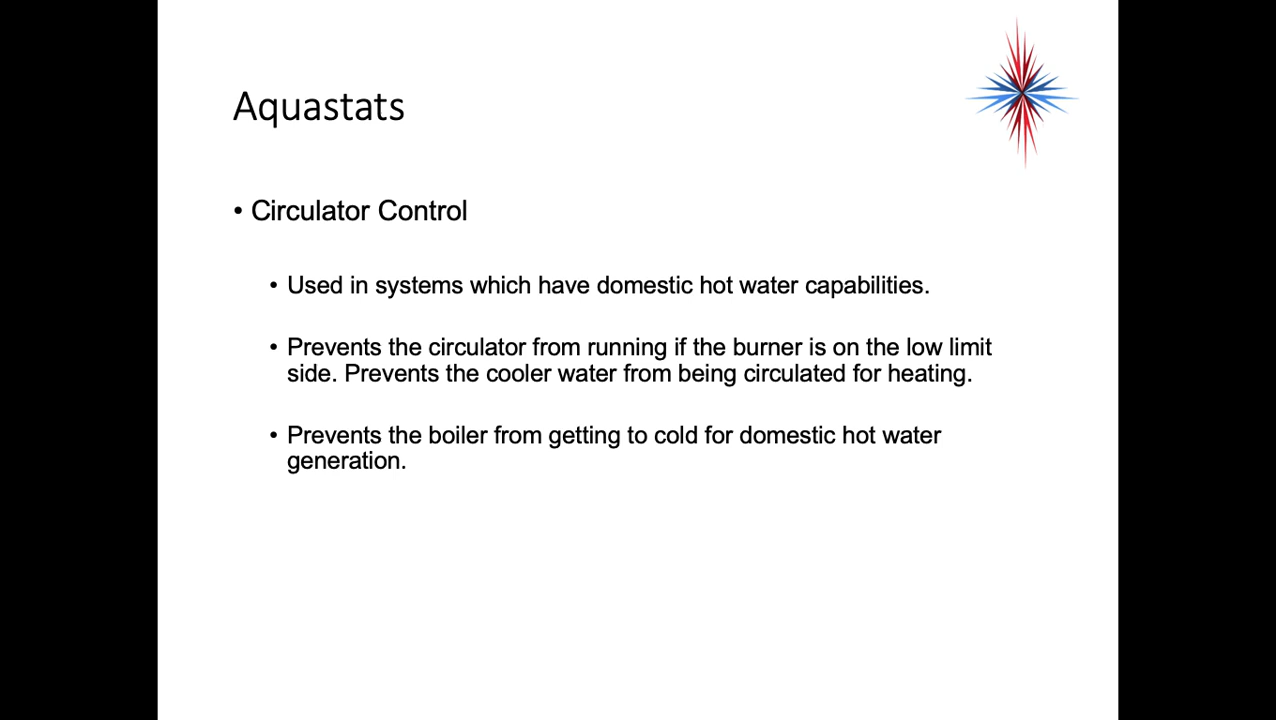 Aquastats
• Circulator Control
• Used in systems which have domestic hot water capabilities.
• Prevents the circulator from running if the burner is on the low limit
side. Prevents the cooler water from being circulated for heating.
• Prevents the boiler from getting to cold for domestic hot water
generation.